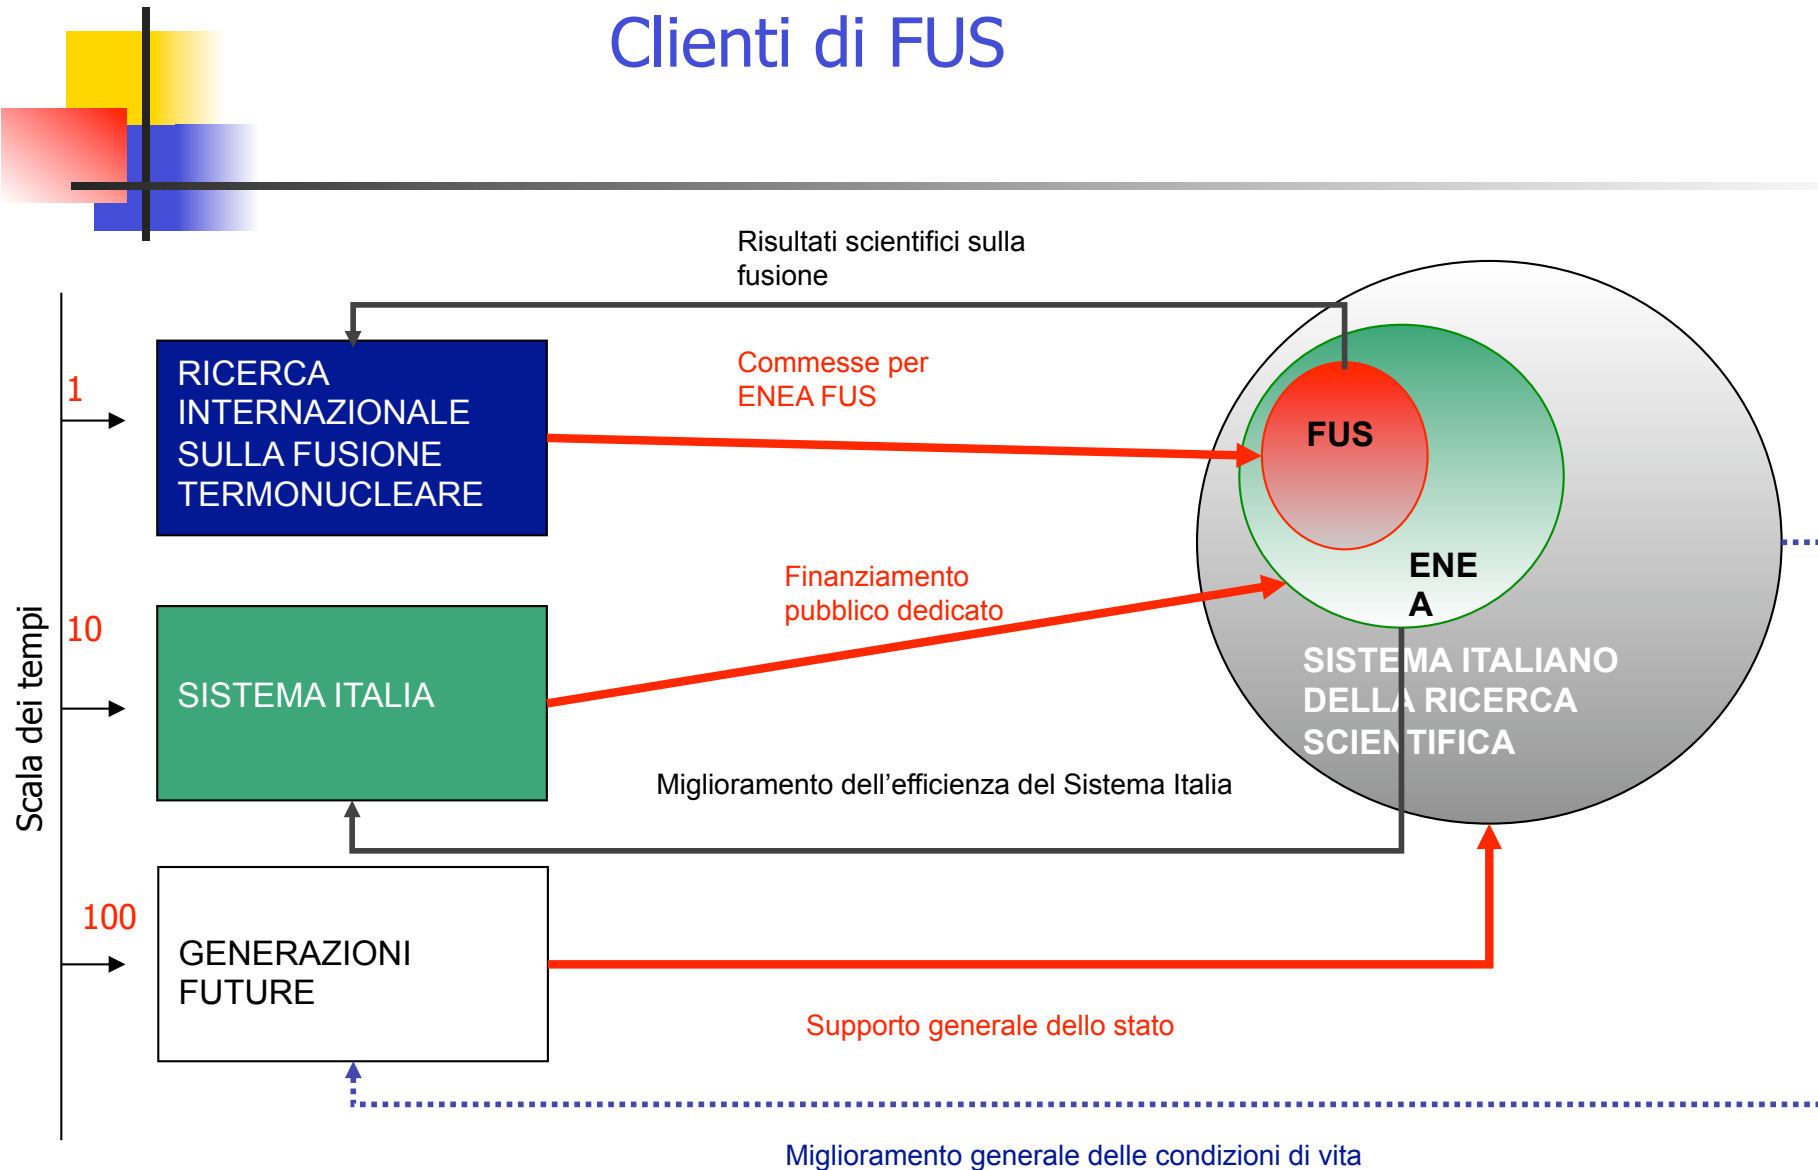 Clienti di FUS
Risultati scientifici sulla
fusione
1
RICERCA
INTERNAZIONALE
SULLA FUSIONE
TERMONUCLEARE
Commesse per
ENEA FUS
FUS
ENE
A
Finanziamento
pubblico dedicato
Scala dei tempi
10
SISTEMA ITALIA
SISTEMA ITALIANO
DELLA RICERCA
SCIENTIFICA
Miglioramento dell’efficienza del Sistema Italia
100
GENERAZIONI
FUTURE
Supporto generale dello stato
Miglioramento generale delle condizioni di vita